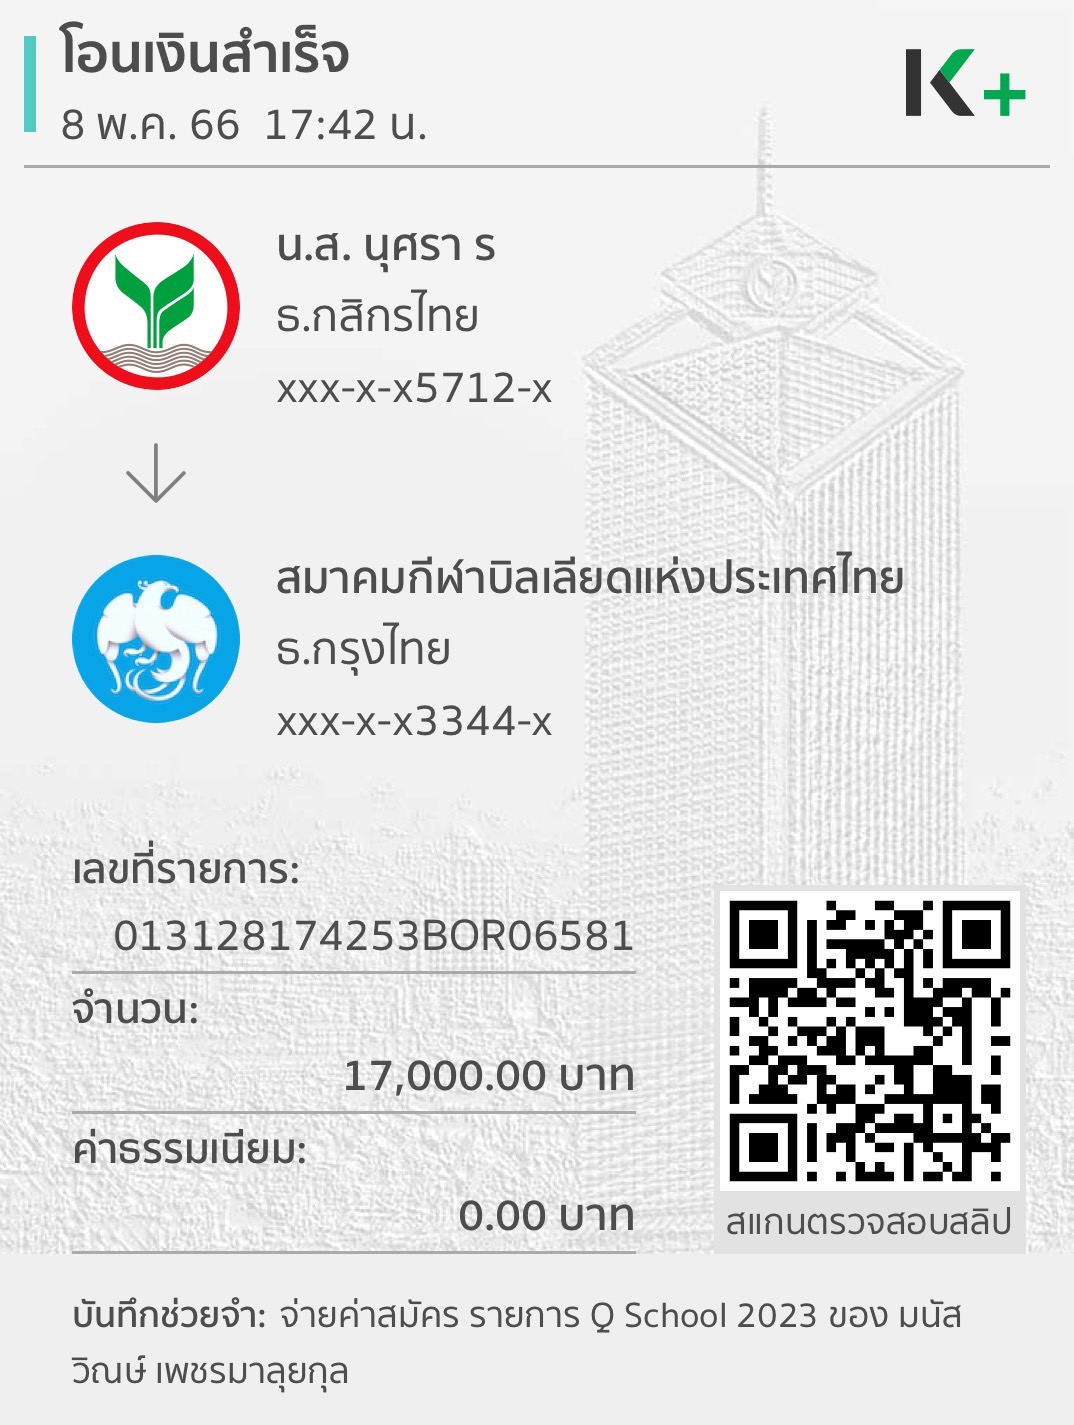 โอนเงินสำเร็จ
8 พ.ค. 66 17:42 น.
K+
น.ส. นุศรา ร
ธ.กสิกรไทย
xxx-x-x5712-x
สมาคมกีฬาบิลเลียดแห่งประเทศไทย
ธ.กรุงไทย
xxx-x-x3344-x
เลขที่รายการ:
013128174253BOR06581
จำนวน:
17,000.00 บาท
ค่าธรรมเนียม:
0.00 บาท
สแกนตรวจสอบสลิป
บันทึกช่วยจำ: จ่ายค่าสมัคร รายการ Q School 2023 ของ มนัส
วิณษ์ เพชรมาลุยกุล